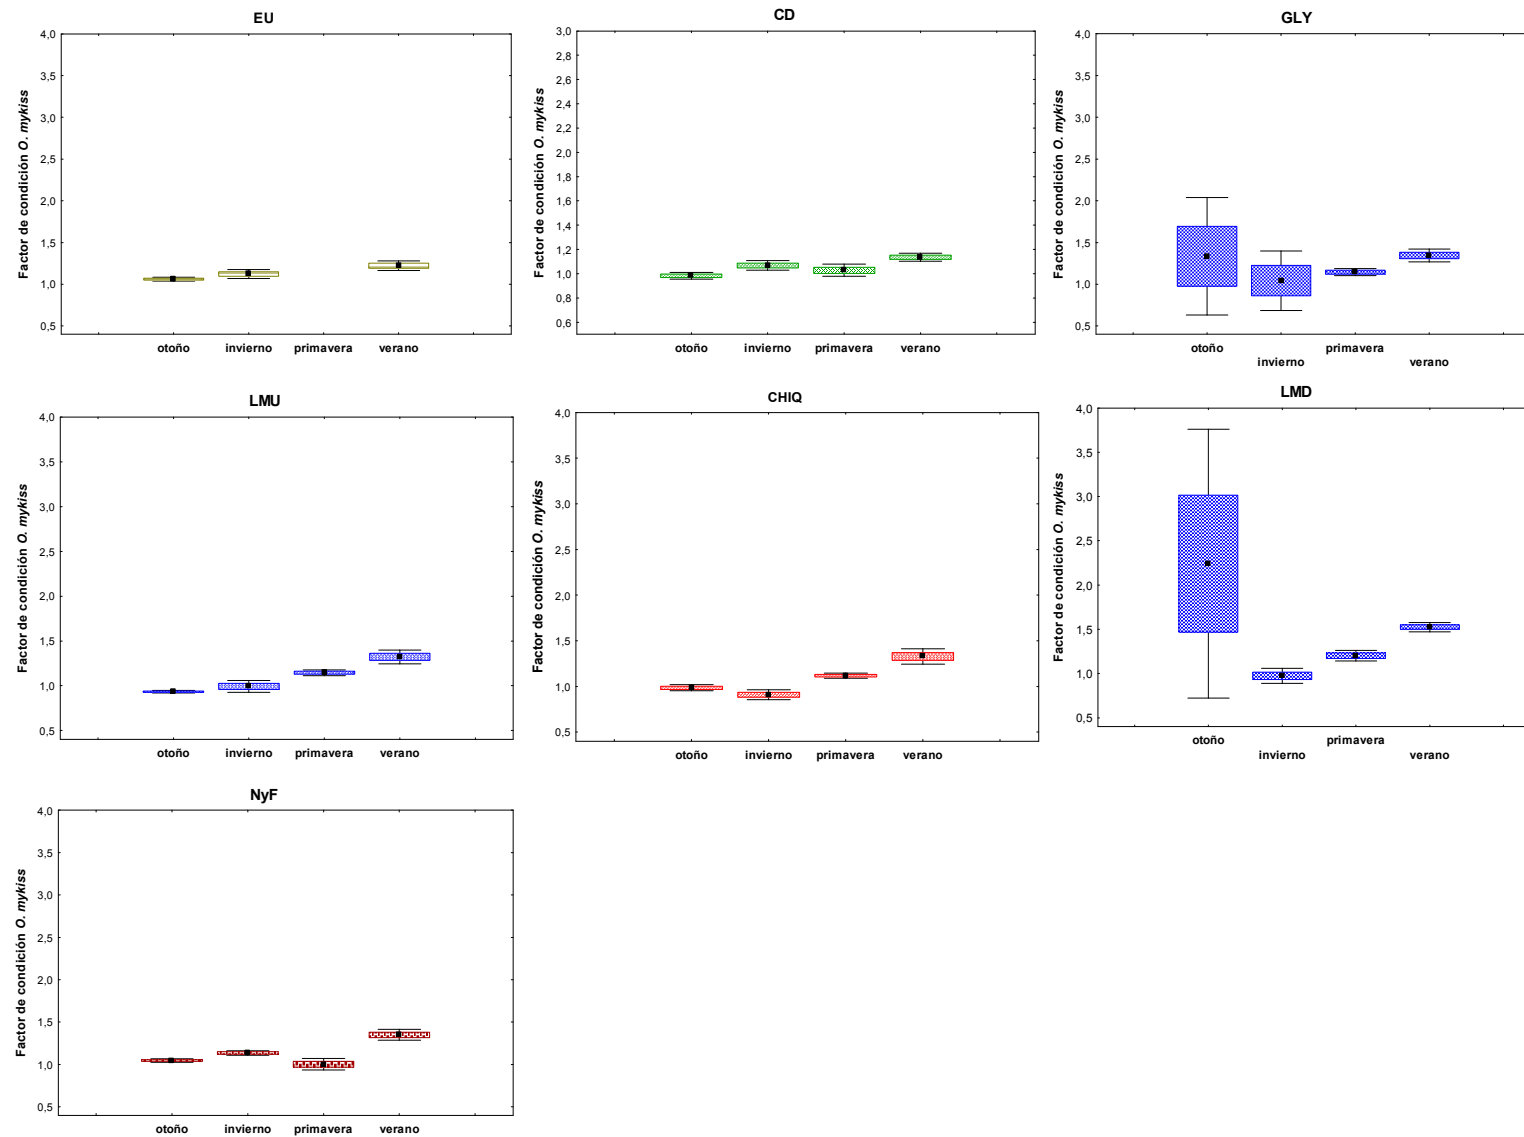 EU
Factor de condición O. mykiss
4,0
3,5
3,0
2,5
2,0
1,5
1,0
0,5
otoño invierno primavera verano
CD
Factor de condición O. mykiss
3,0
2,8
2,6
2,4
2,2
2,0
1,8
1,6
1,4
1,2
1,0
0,8
0,6
otoño invierno primavera verano
GLY
Factor de condición O. mykiss
4,0
3,5
3,0
2,5
2,0
1,5
1,0
0,5
otoño primavera
invierno verano
LMU
Factor de condición O. mykiss
4,0
3,5
3,0
2,5
2,0
1,5
1,0
0,5
otoño invierno primavera verano
CHIQ
Factor de condición O. mykiss
4,0
3,5
3,0
2,5
2,0
1,5
1,0
0,5
otoño invierno primavera verano
LMD
Factor de condición O. mykiss
4,0
3,5
3,0
2,5
2,0
1,5
1,0
0,5
otoño primavera
invierno verano
NyF
Factor de condición O. mykiss
4,0
3,5
3,0
2,5
2,0
1,5
1,0
0,5
otoño invierno primavera verano